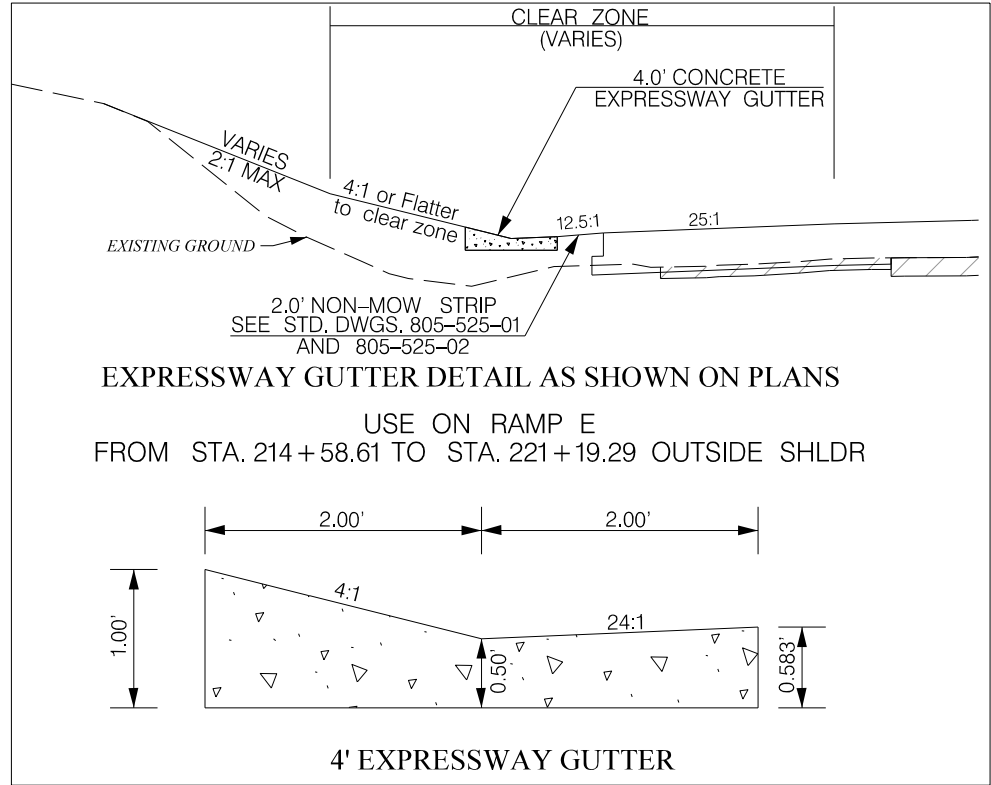 CLEAR ZONE
(VARIES)
4.0' CONCRETE
EXPRESSWAY GUTTER
VARIES
2:1 MAX
4:1 or Flatter
to clear zone
12.5:1
25:1
EXISTING GROUND
2.0' NON-MOW STRIP
SEE STD. DWGS. 805-525-01
AND 805-525-02
EXPRESSWAY GUTTER DETAIL AS SHOWN ON PLANS
USE ON RAMP E
FROM STA. 214+58.61 TO STA. 221+19.29 OUTSIDE SHLDR
2.00'
2.00'
4:1
24:1
1.00'
0.50'
0.583'
4' EXPRESSWAY GUTTER